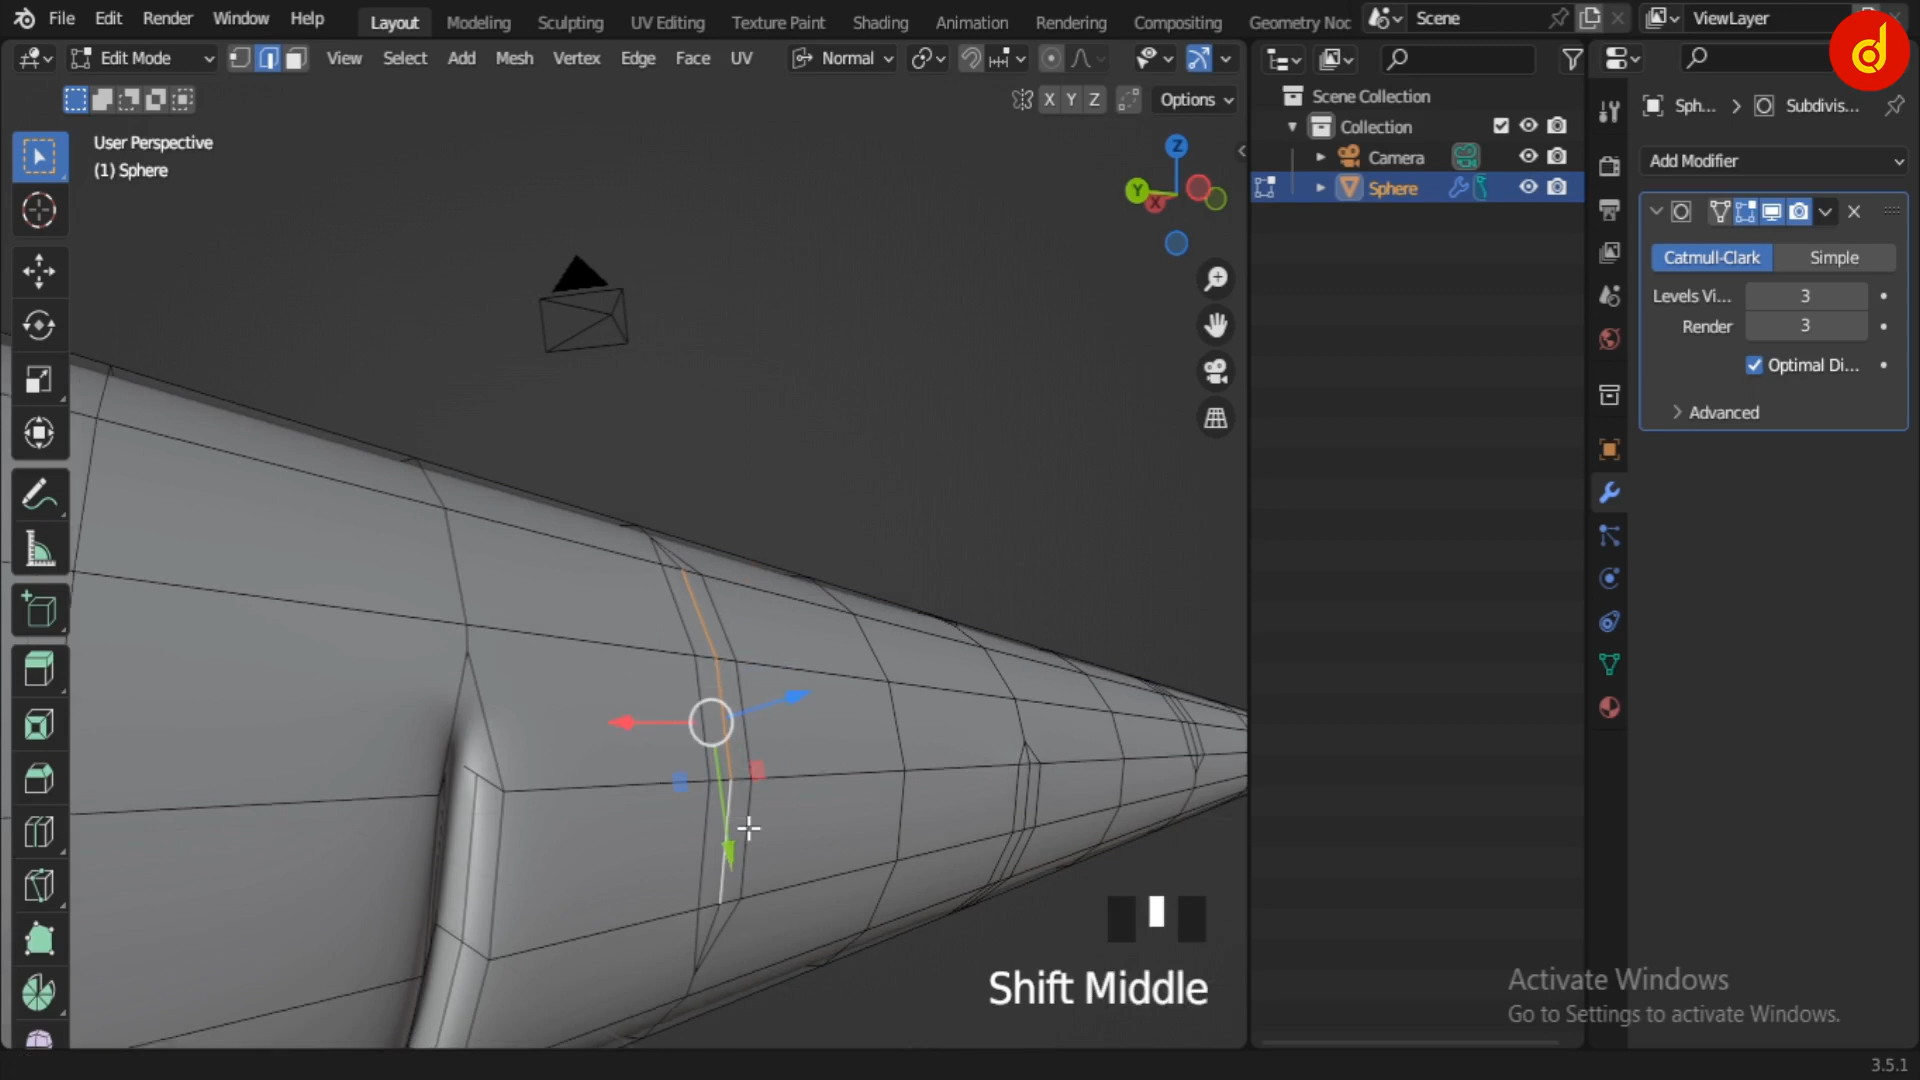 File Edit Render Window Help Layout Modeling Sculpting UV Editing Texture Paint Shading Animation Rendering Compositing Geometry Noc Scene ViewLayer
Edit Mode View Select Add Mesh Vertex Edge Face UV Normal
X Y Z Options
User Perspective
(1) Sphere
Z
Y
X
Scene Collection
Collection
Camera
Sphere
Sph... > Subdivis...
Add Modifier
Catmull-Clark Simple
Levels Vi... 3
Render 3
Optimal Di...
Advanced
Shift Middle
Activate Windows
Go to Settings to activate Windows.
3.5.1